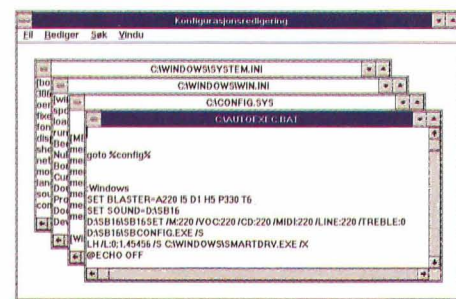 Konfigurasjonsredigering
Fil Rediger Søk Vindu
C:\WINDOWS\SYSTEM.INI
C:\WINDOWS\WIN.INI
C:\CONFIG.SYS
C:\AUTOEXEC.BAT
goto %config%
:Windows
SET BLASTER=A220 I5 D1 H5 P330 T6
SET SOUND=D:\SB16
D:\SB16\SB16SET /M:220 /VOC:220 /CD:220 /MIDI:220 /LINE:220 /TREBLE:0
D:\SB16\SBCONFIG.EXE /S
LH /L:0;1,45456 /S C:\WINDOWS\SMARTDRV.EXE /X
@ECHO OFF